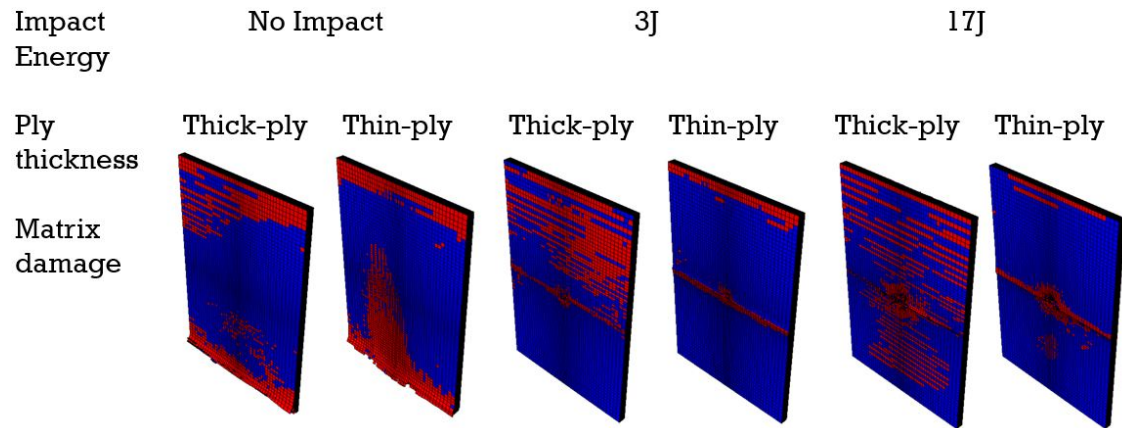 Impact Energy No Impact 3J 17J
Ply thickness Thick-ply Thin-ply Thick-ply Thin-ply Thick-ply Thin-ply
Matrix damage